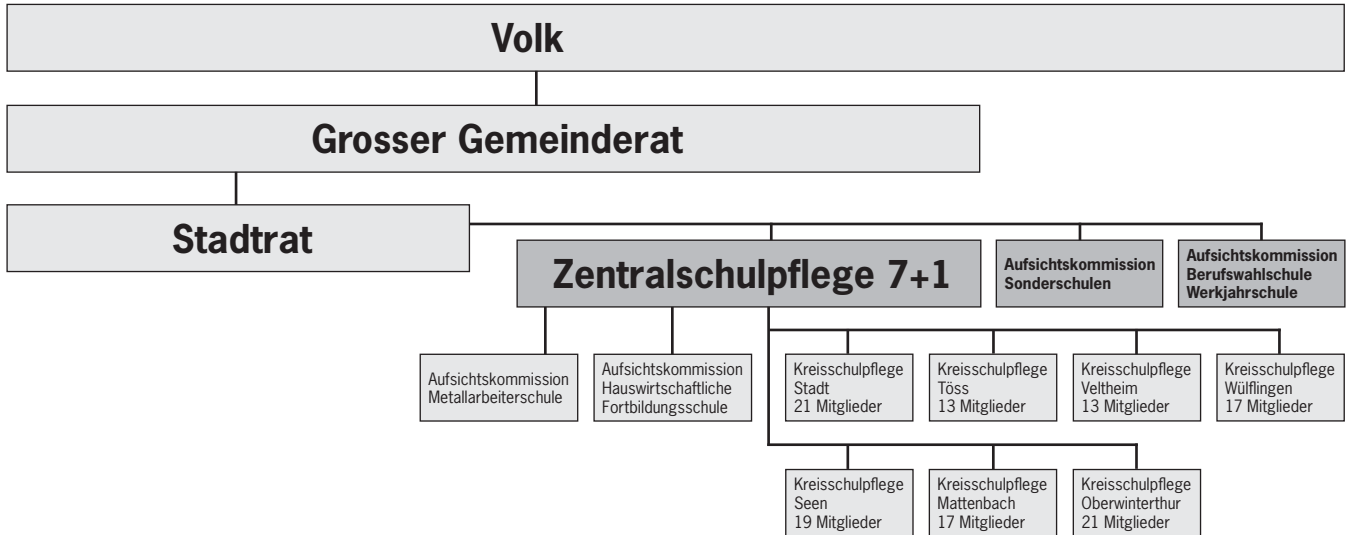 Volk
Grosser Gemeinderat
Stadtrat
Zentralschulpflege 7+1
Aufsichtskommission
Sonderschulen
Aufsichtskommission
Berufswahlschule
Werkjahrschule
Aufsichtskommission
Metallarbeiterschule
Aufsichtskommission
Hauswirtschaftliche
Fortbildungsschule
Kreisschulpflege
Stadt
21 Mitglieder
Kreisschulpflege
Töss
13 Mitglieder
Kreisschulpflege
Veltheim
13 Mitglieder
Kreisschulpflege
Wülflingen
17 Mitglieder
Kreisschulpflege
Seen
19 Mitglieder
Kreisschulpflege
Mattenbach
17 Mitglieder
Kreisschulpflege
Oberwinterthur
21 Mitglieder